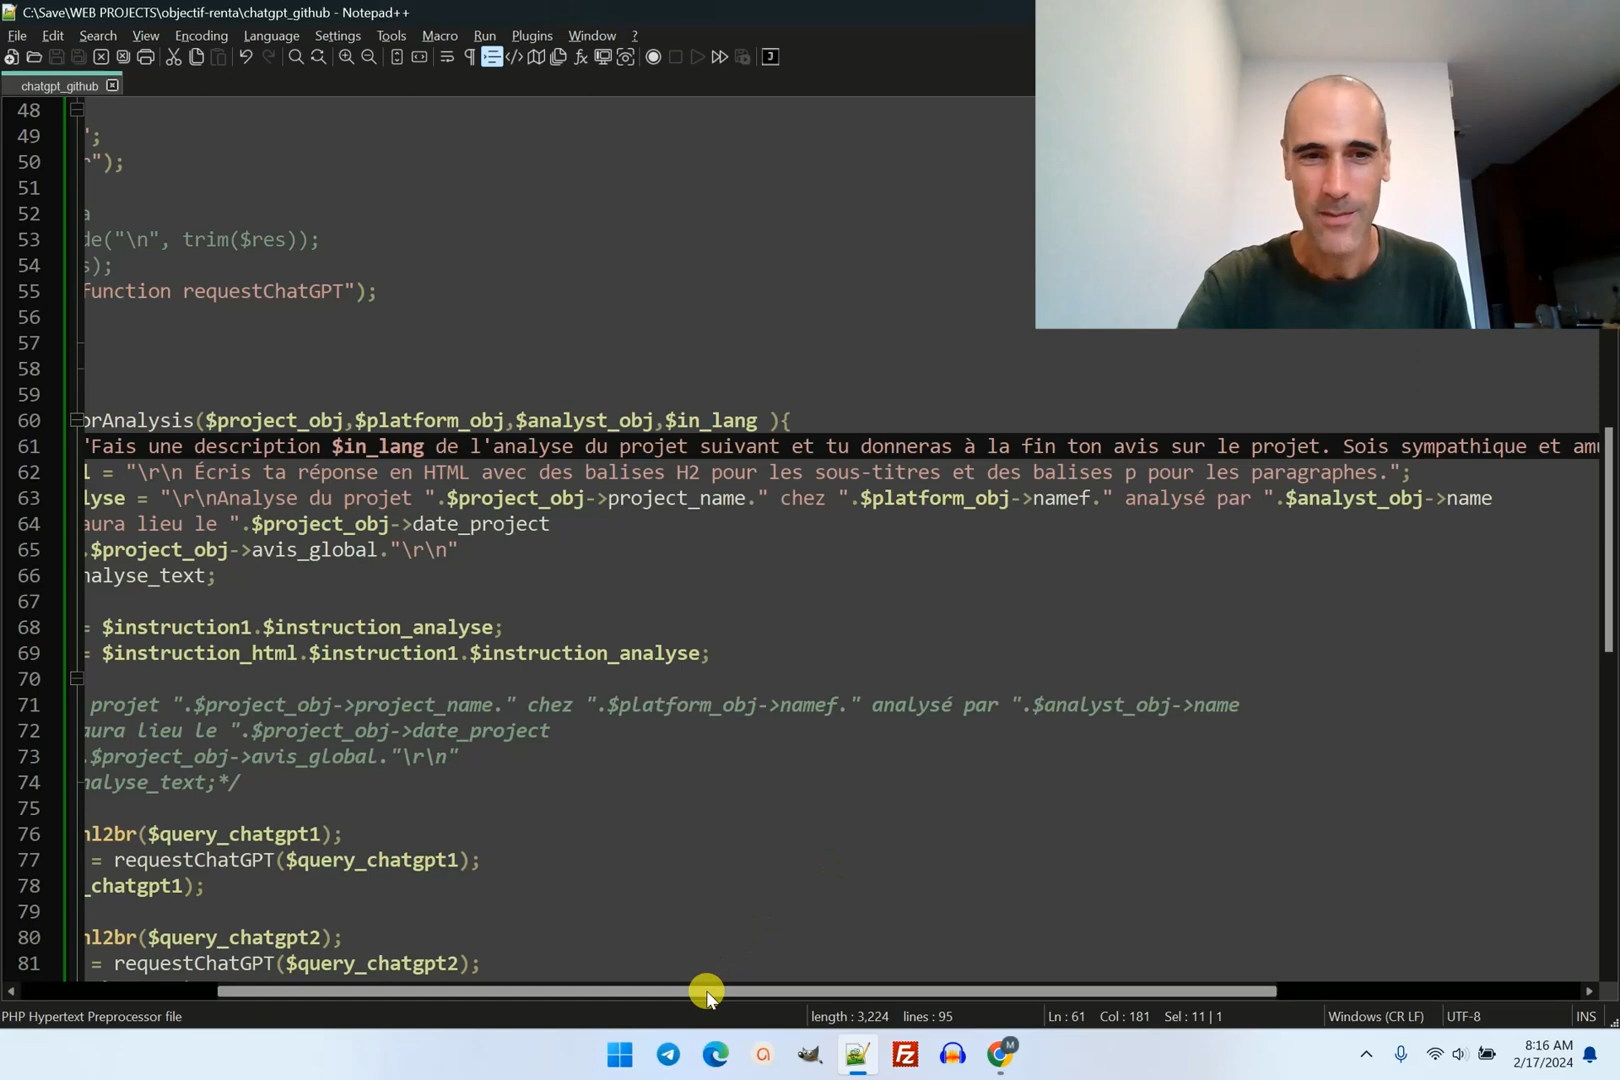 C:\Save\WEB PROJECTS\objectif-renta\chatgpt_github - Notepad++
File Edit Search View Encoding Language Settings Tools Macro Run Plugins Window ?
chatgpt_github
48
49 ';
50 r");
51
52 a
53 de("\n", trim($res));
54 s);
55 function requestChatGPT");
56
57
58
59
60 orAnalysis($project_obj,$platform_obj,$analyst_obj,$in_lang ){
61 "Fais une description $in_lang de l'analyse du projet suivant et tu donneras à la fin ton avis sur le projet. Sois sympathique et amu
62 l = "\r\n Écris ta réponse en HTML avec des balises H2 pour les sous-titres et des balises p pour les paragraphes.";
63 lyse = "\r\nAnalyse du projet ".$project_obj->project_name." chez ".$platform_obj->namef." analysé par ".$analyst_obj->name
64 aura lieu le ".$project_obj->date_project
65 .$project_obj->avis_global."\r\n"
66 nalyse_text;
67
68 = $instruction1.$instruction_analyse;
69 = $instruction_html.$instruction1.$instruction_analyse;
70
71 projet ".$project_obj->project_name." chez ".$platform_obj->namef." analysé par ".$analyst_obj->name
72 aura lieu le ".$project_obj->date_project
73 .$project_obj->avis_global."\r\n"
74 nalyse_text;*/
75
76 nl2br($query_chatgpt1);
77 = requestChatGPT($query_chatgpt1);
78 _chatgpt1);
79
80 nl2br($query_chatgpt2);
81 = requestChatGPT($query_chatgpt2);
PHP Hypertext Preprocessor file length : 3,224 lines : 95 Ln : 61 Col : 181 Sel : 11 | 1 Windows (CR LF) UTF-8 INS
8:16 AM
2/17/2024